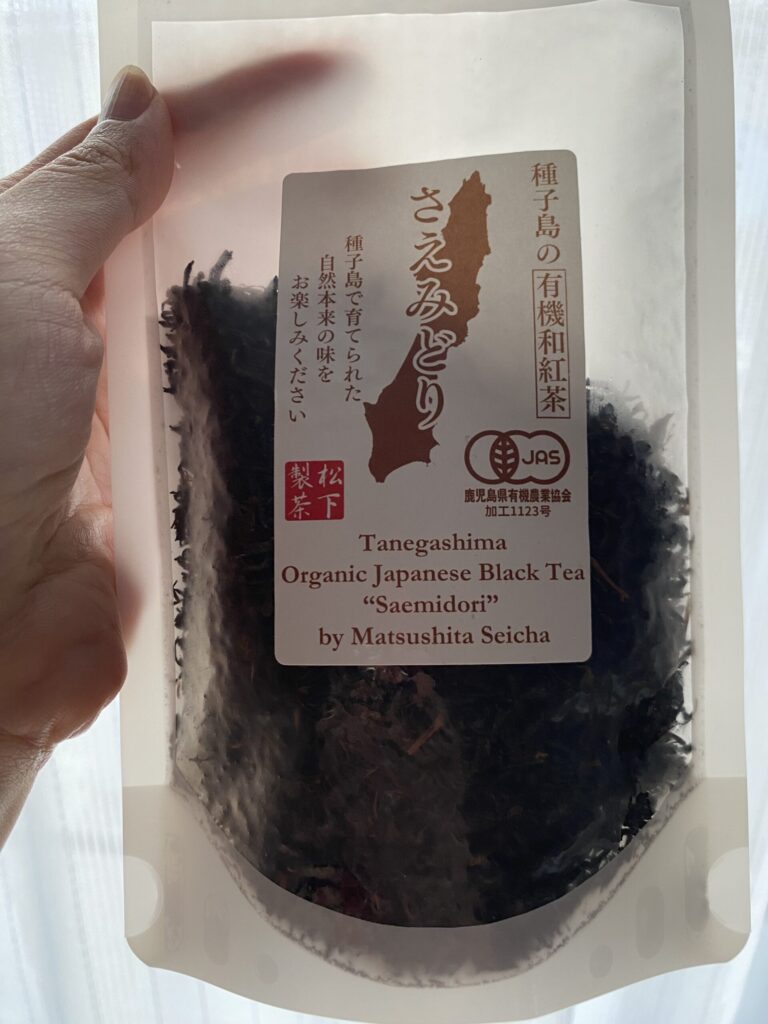 種子島の有機和紅茶
さえみどり
種子島で育てられた
自然本来の味を
お楽しみください
松下
製茶
JAS
鹿児島県有機農業協会
加工1123号
Tanegashima
Organic Japanese Black Tea
“Saemidori”
by Matsushita Seicha